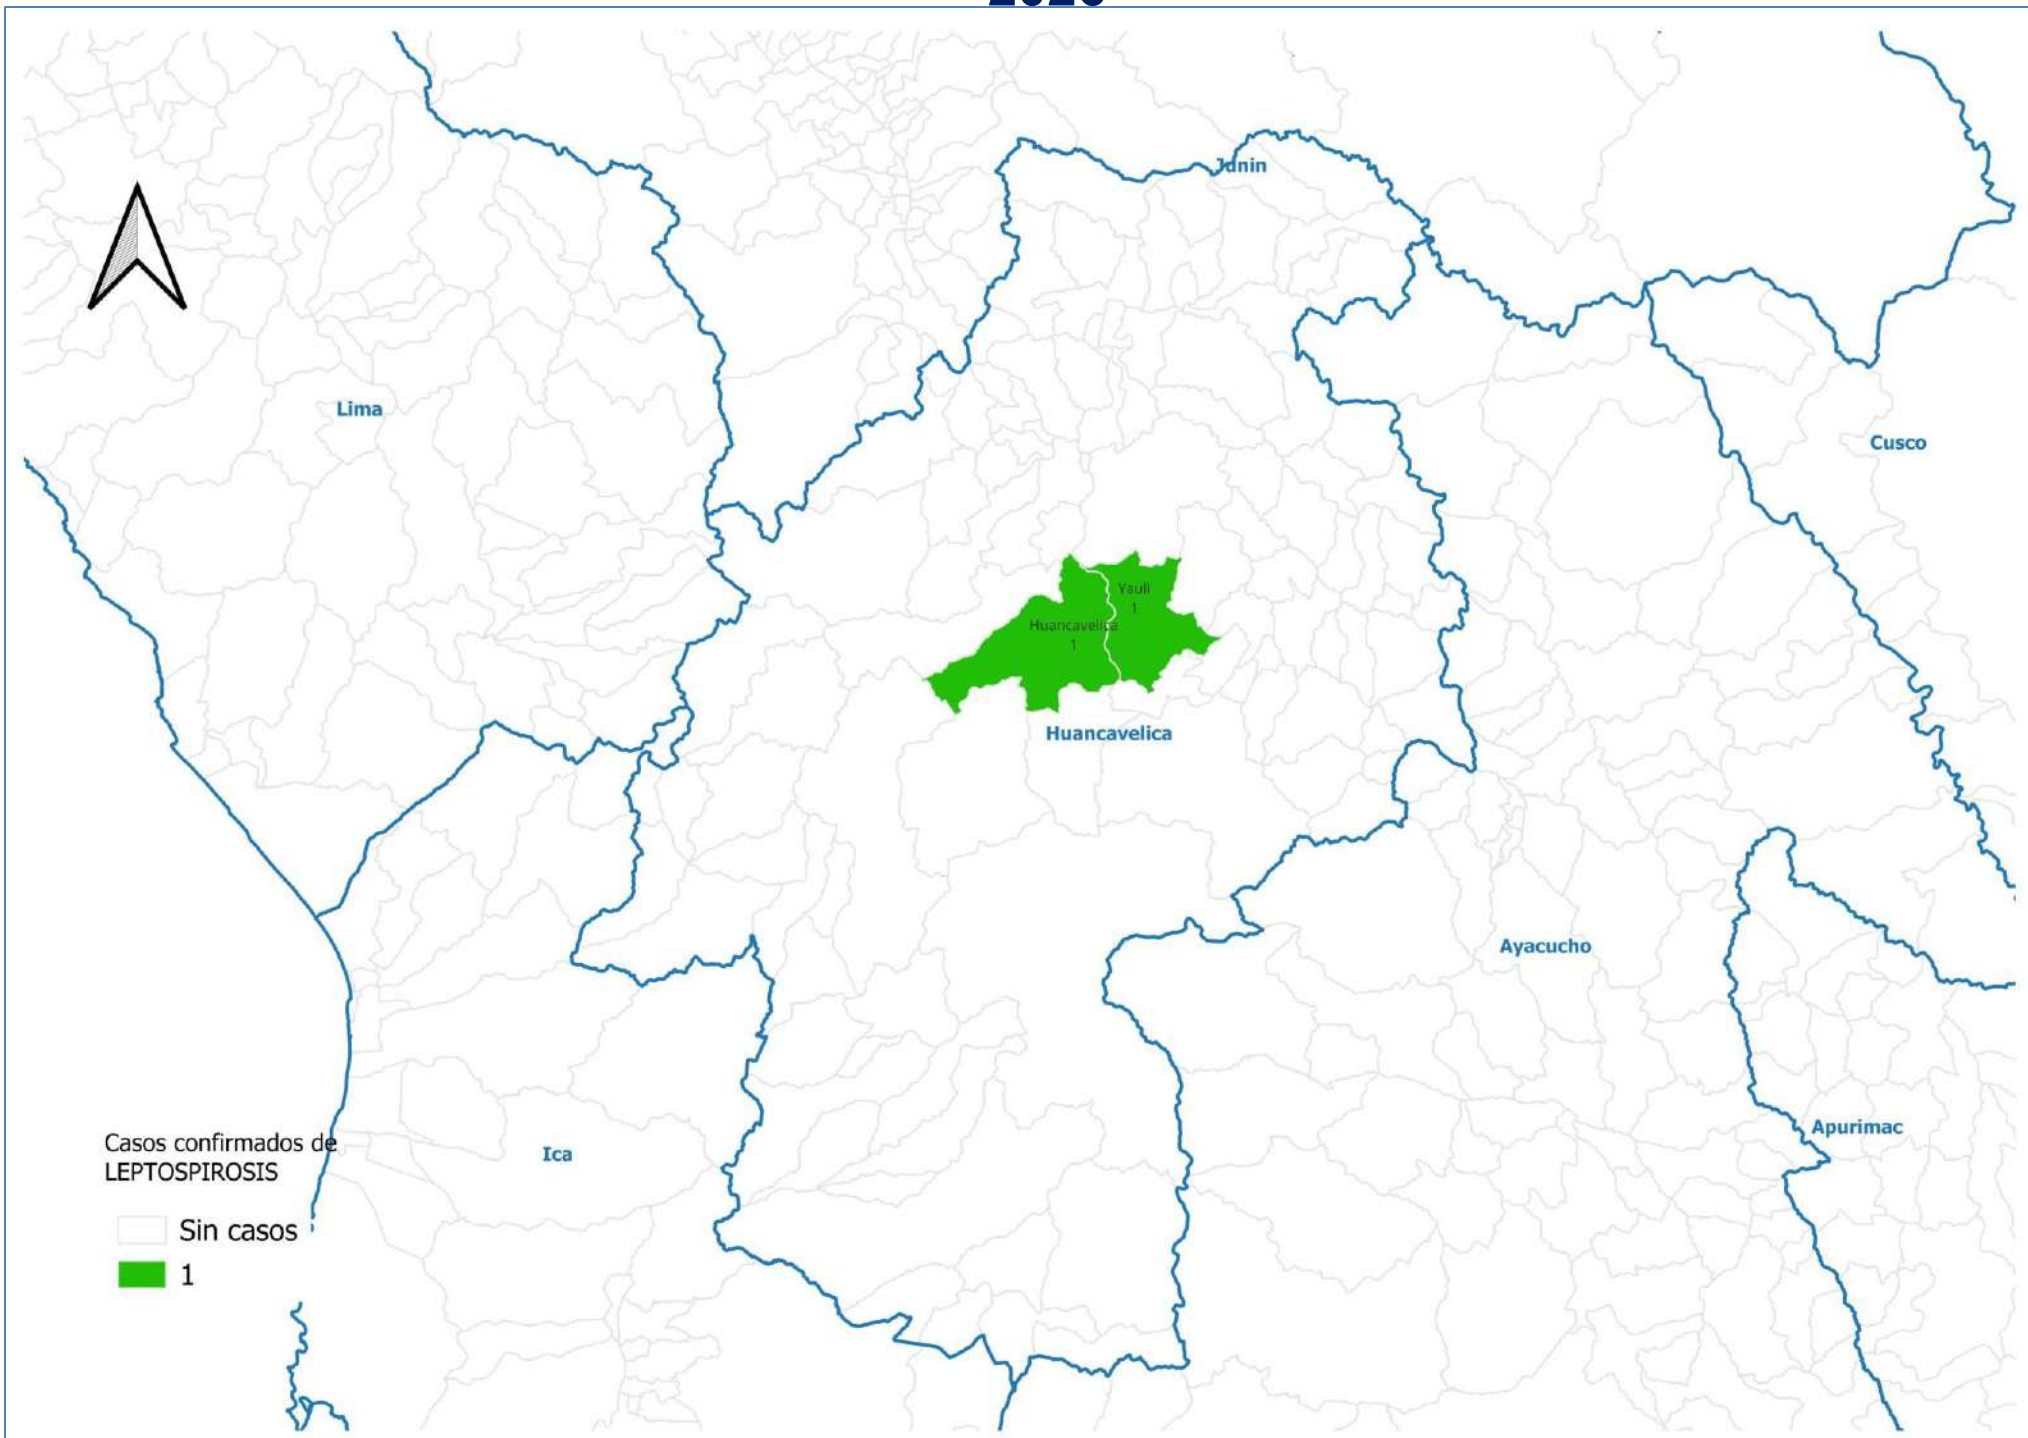 Junin
Lima
Cusco
Yauli
1
Huancavelica
1
Huancavelica
Ayacucho
Apurimac
Casos confirmados de
LEPTOSPIROSIS
Ica
Sin casos
1